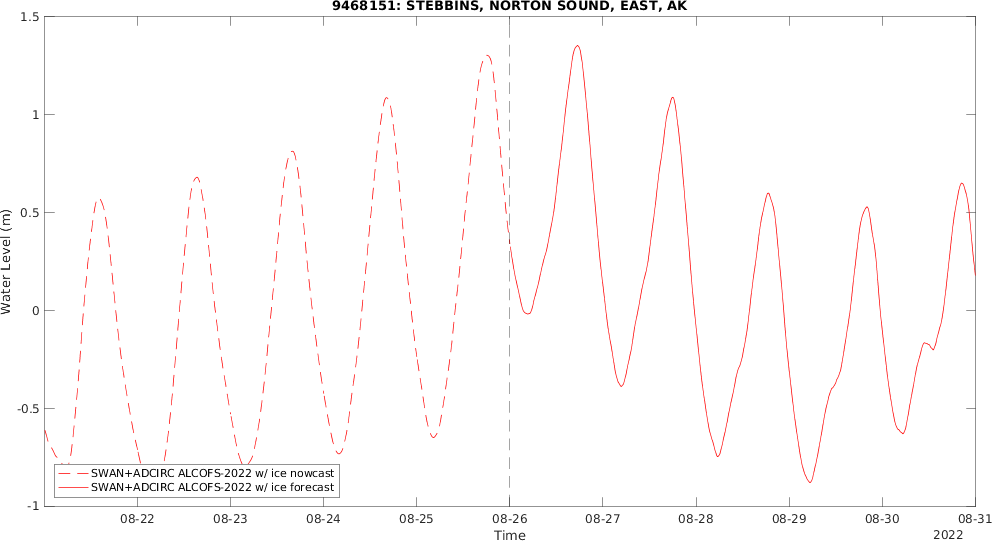 9468151: STEBBINS, NORTON SOUND, EAST, AK
1.5
1
0.5
0
-0.5
-1
Water Level (m)
SWAN+ADCIRC ALCOFS-2022 w/ ice nowcast
SWAN+ADCIRC ALCOFS-2022 w/ ice forecast
08-22 08-23 08-24 08-25 08-26 08-27 08-28 08-29 08-30 08-31
Time
2022